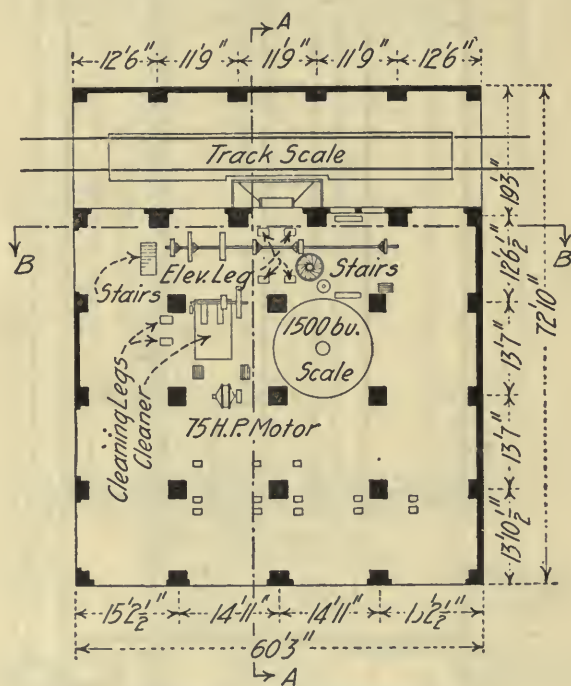 A
12'6" 11'9" 11'9" 11'9" 12'6"
Track Scale
19'3"
B
B
Elev. Leg
Stairs
Stairs
12'6½"
72'10"
1500 bu.
Scale
13'7"
Cleaning Legs
Cleaner
75 H.P. Motor
13'7"
13'10½"
15'2½" 14'11" 14'11" 15'2½"
60'3"
A